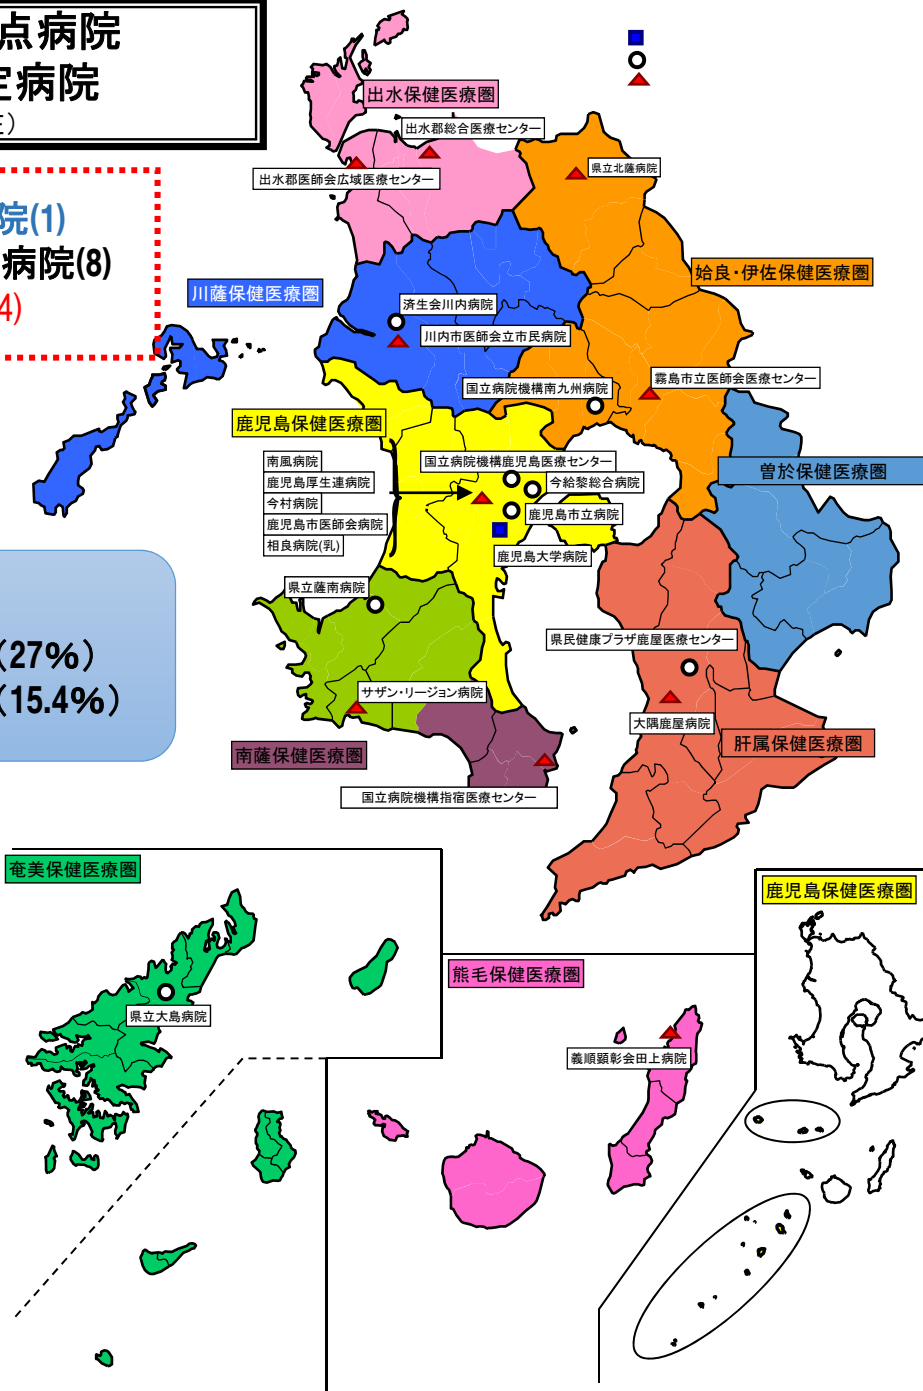 点病院
定病院
院(1)
病院(8)
4)
(27%)
(15.4%)
出水保健医療圏
出水郡総合医療センター
出水郡医師会広域医療センター
県立北薩病院
姶良・伊佐保健医療圏
川薩保健医療圏
済生会川内病院
川内市医師会立市民病院
国立病院機構南九州病院
霧島市立医師会医療センター
鹿児島保健医療圏
曽於保健医療圏
南風病院
鹿児島厚生連病院
今村病院
鹿児島市医師会病院
相良病院(乳)
国立病院機構鹿児島医療センター
今給黎総合病院
鹿児島市立病院
鹿児島大学病院
県立薩南病院
県民健康プラザ鹿屋医療センター
サザン・リージョン病院
大隅鹿屋病院
南薩保健医療圏
肝属保健医療圏
国立病院機構指宿医療センター
奄美保健医療圏
県立大島病院
熊毛保健医療圏
義順顕彰会田上病院
鹿児島保健医療圏